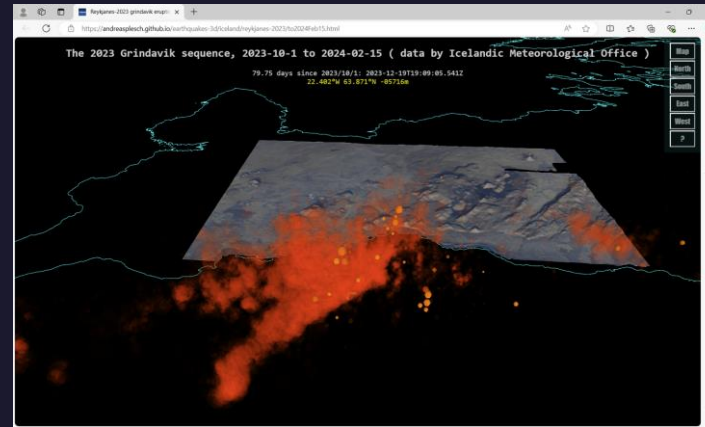 Reykjanes-2023 grindavik erupti
https://andreasplesch.github.io/earthquakes-3d/iceland/reykjanes-2023/to2024Feb15.html
The 2023 Grindavik sequence, 2023-10-1 to 2024-02-15 ( data by Icelandic Meteorological Office )
79.75 days since 2023/10/1: 2023-12-19T19:09:05.541Z
22.402°W 63.871°N -05716m
Map
North
South
East
West
?